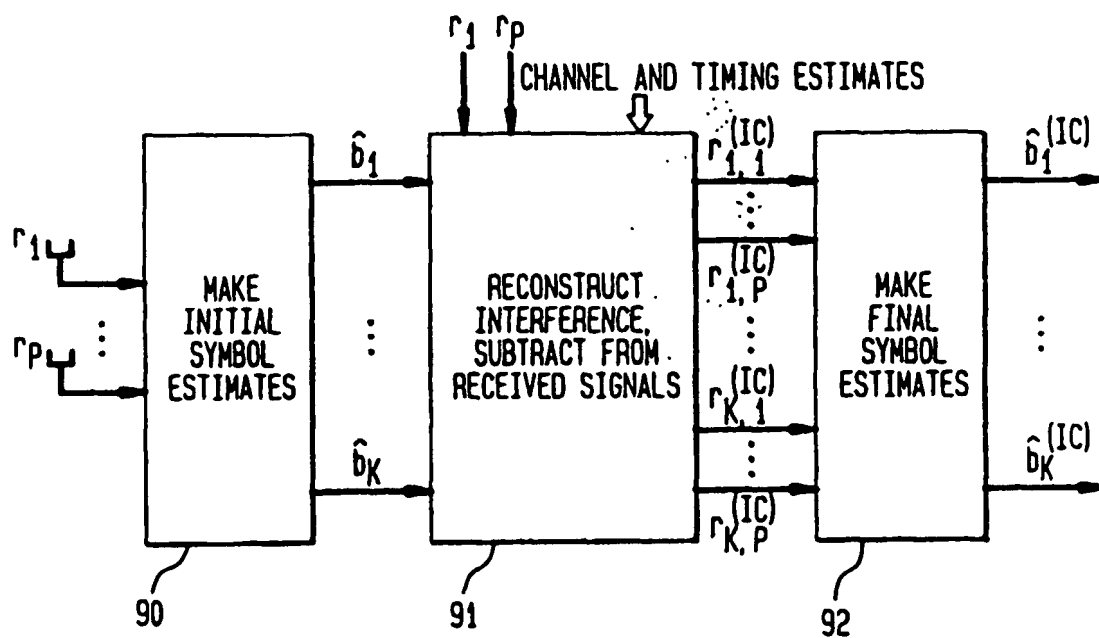 r1 rP
CHANNEL AND TIMING ESTIMATES
r1
⋮
rP
MAKE
INITIAL
SYMBOL
ESTIMATES
b̂1
⋮
b̂K
RECONSTRUCT
INTERFERENCE,
SUBTRACT FROM
RECEIVED SIGNALS
r1,1(IC)
⋮
r1,P(IC)
⋮
rK,1(IC)
⋮
rK,P(IC)
MAKE
FINAL
SYMBOL
ESTIMATES
b̂1(IC)
⋮
b̂K(IC)
90
91
92